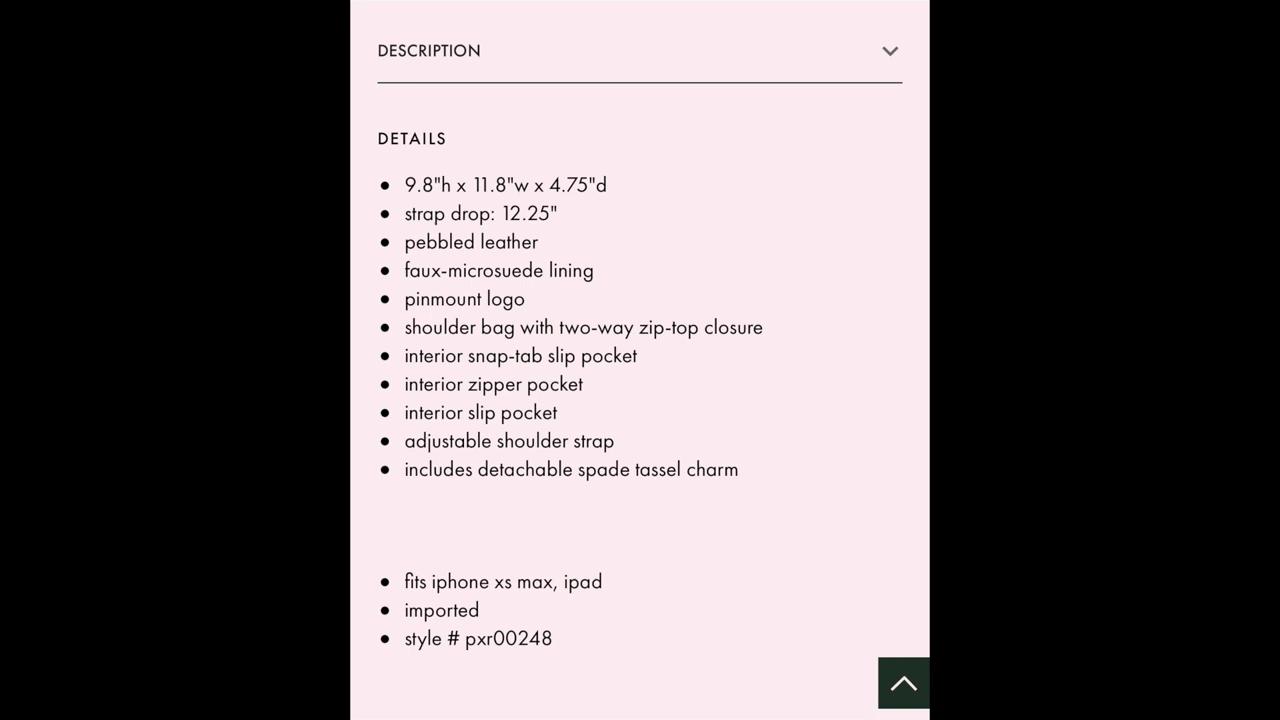 DESCRIPTION
DETAILS
9.8"h x 11.8"w x 4.75"d
strap drop: 12.25"
pebbled leather
faux-microsuede lining
pinmount logo
shoulder bag with two-way zip-top closure
interior snap-tab slip pocket
interior zipper pocket
interior slip pocket
adjustable shoulder strap
includes detachable spade tassel charm
fits iphone xs max, ipad
imported
style # pxr00248